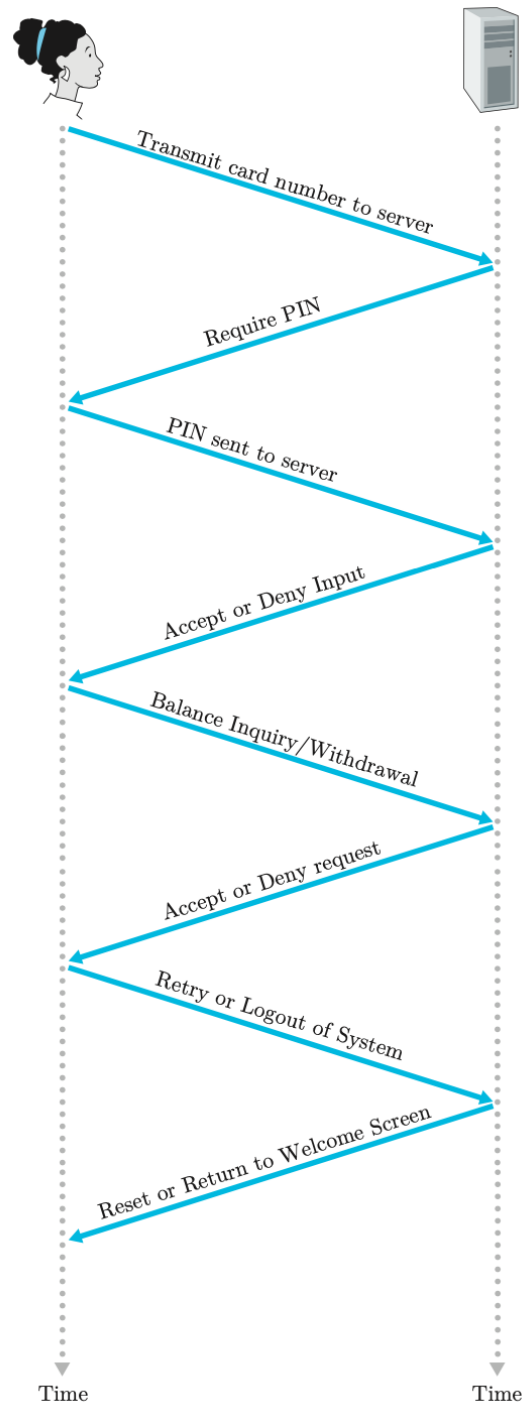 Transmit card number to server
Require PIN
PIN sent to server
Accept or Deny Input
Balance Inquiry/Withdrawal
Accept or Deny request
Retry or Logout of System
Reset or Return to Welcome Screen
Time
Time